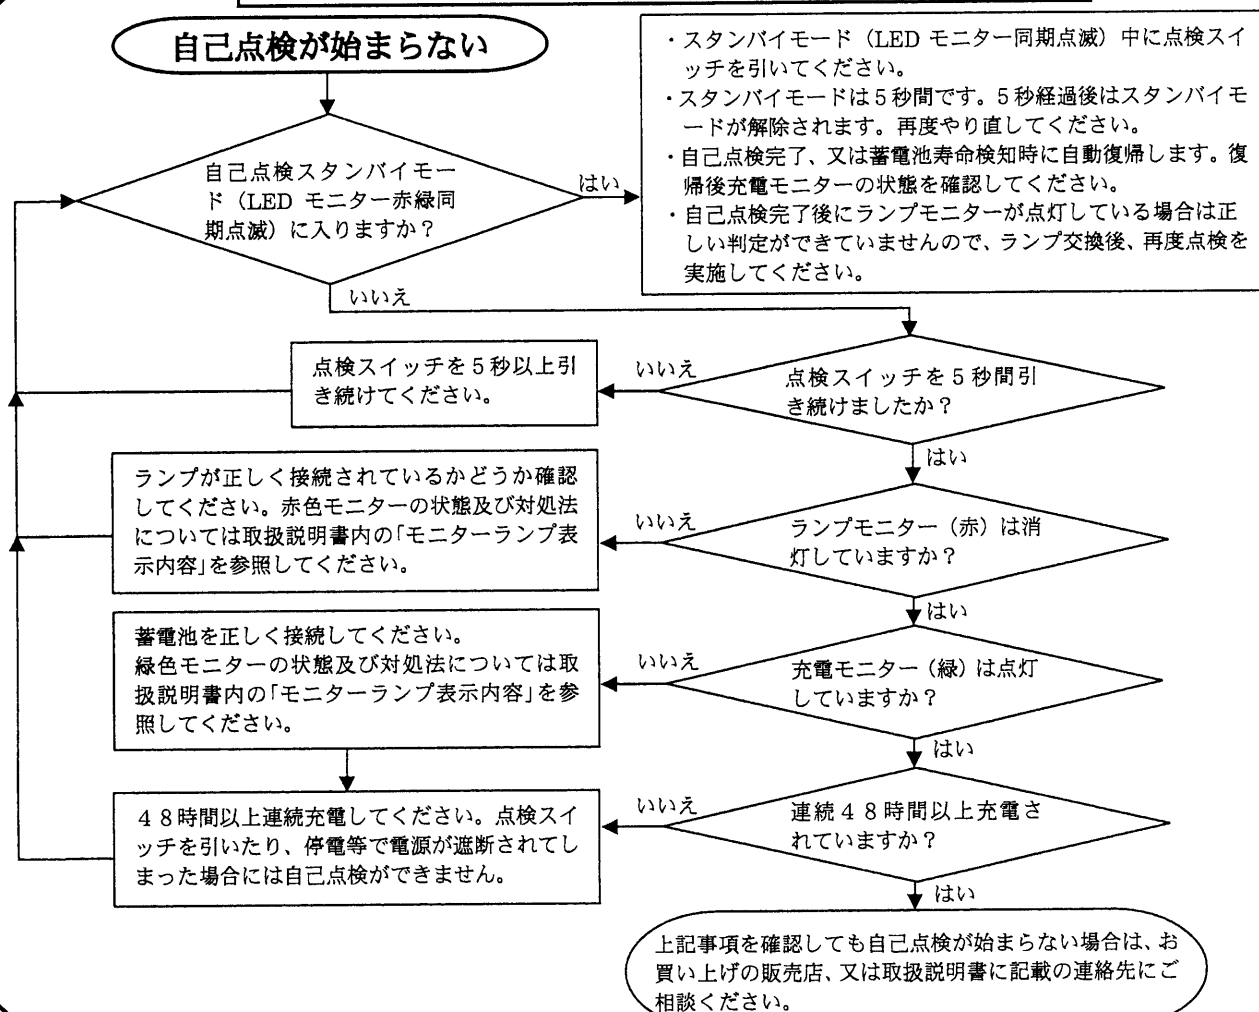 自己点検が始まらない
・スタンバイモード（LED モニター同期点滅）中に点検スイ
ッチを引いてください。
・スタンバイモードは５秒間です。５秒経過後はスタンバイモ
ードが解除されます。再度やり直してください。
・自己点検完了、又は蓄電池寿命検知時に自動復帰します。復
帰後充電モニターの状態を確認してください。
・自己点検完了後にランプモニターが点灯している場合は正
しい判定ができていませんので、ランプ交換後、再度点検を
実施してください。
自己点検スタンバイモー
ド（LED モニター赤緑同
期点滅）に入りますか？
はい
いいえ
点検スイッチを５秒以上引
き続けてください。
いいえ
点検スイッチを５秒間引
き続けましたか？
はい
ランプが正しく接続されているかどうか確認
してください。赤色モニターの状態及び対処法
については取扱説明書内の「モニターランプ表
示内容」を参照してください。
いいえ
ランプモニター（赤）は消
灯していますか？
はい
蓄電池を正しく接続してください。
緑色モニターの状態及び対処法については取
扱説明書内の「モニターランプ表示内容」を参
照してください。
いいえ
充電モニター（緑）は点灯
していますか？
はい
４８時間以上連続充電してください。点検スイ
ッチを引いたり、停電等で電源が遮断されてし
まった場合には自己点検ができません。
いいえ
連続４８時間以上充電さ
れていますか？
はい
上記事項を確認しても自己点検が始まらない場合は、お
買い上げの販売店、又は取扱説明書に記載の連絡先にご
相談ください。